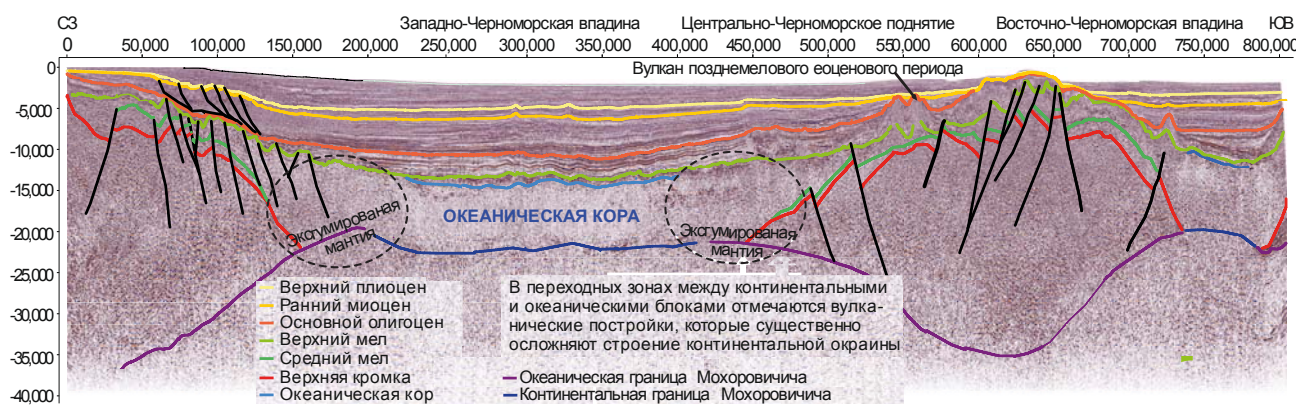 СЗ Западно-Черноморская впадина Центрально-Черноморское поднятие Восточно-Черноморская впадина ЮВ
0 50,000 100,000 150,000 200,000 250,000 300,000 350,000 400,000 450,000 500,000 550,000 600,000 650,000 700,000 750,000 800,000
Вулкан позднемелового еоценового периода
0
-5,000
-10,000
-15,000
-20,000
-25,000
-30,000
-35,000
-40,000
Эксгумированая
мантия
ОКЕАНИЧЕСКАЯ КОРА
Эксгумированая
мантия
Верхний плиоцен
Ранний миоцен
Основной олигоцен
Верхний мел
Средний мел
Верхняя кромка
Океаническая кор
В переходных зонах между континентальными
и океаническими блоками отмечаются вулка-
нические постройки, которые существенно
осложняют строение континентальной окраины
Океаническая граница Мохоровичича
Континентальная граница Мохоровичича